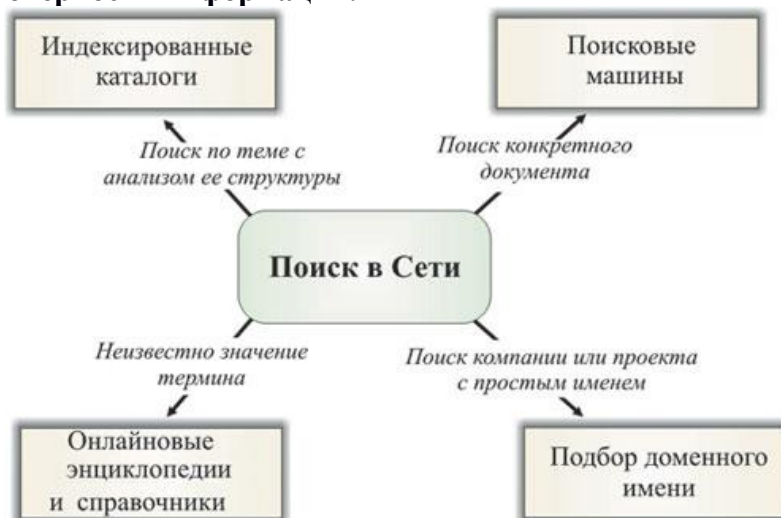 Индексированные
каталоги
Поисковые
машины
Поиск по теме с
анализом ее структуры
Поиск конкретного
документа
Поиск в Сети
Неизвестно значение
термина
Поиск компании или проекта
с простым именем
Онлайновые
энциклопедии
и справочники
Подбор доменного
имени